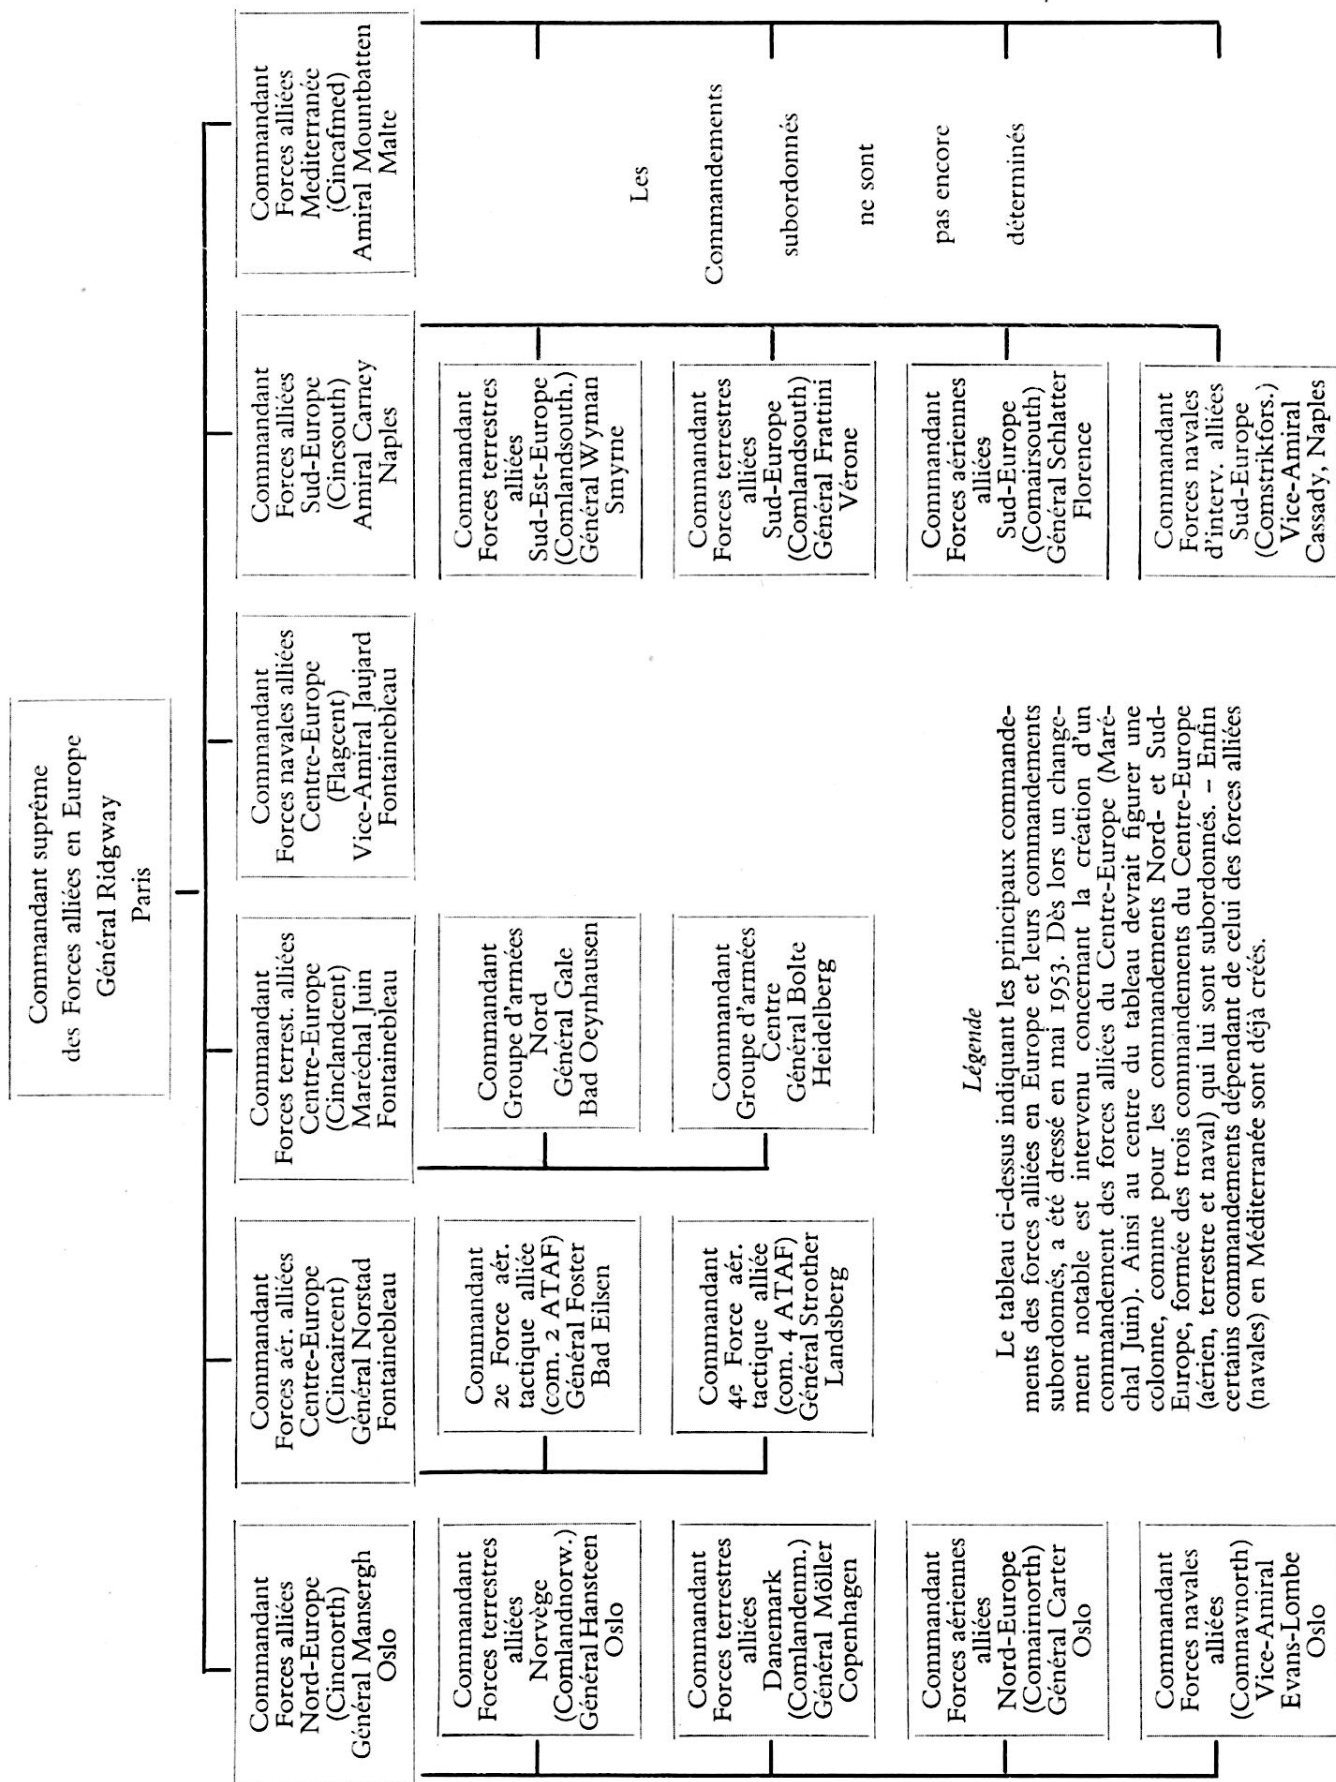 Commandant suprême
des Forces alliées en Europe
Général Ridgway
Paris
Commandant
Forces alliées
Nord-Europe
(Cincnorth)
Général Mansergh
Oslo
Commandant
Forces terrestres
alliées
Norvège
(Comlandnorw.)
Général Hansteen
Oslo
Commandant
Forces terrestres
alliées
Danemark
(Comlandenm.)
Général Möller
Copenhagen
Commandant
Forces aériennes
alliées
Nord-Europe
(Comairnorth)
Général Carter
Oslo
Commandant
Forces navales
alliées
(Comnavnorth)
Vice-Amiral
Evans-Lombe
Oslo
Commandant
Forces aér. alliées
Centre-Europe
(Cincaircent)
Général Norstad
Fontainebleau
Commandant
2e Force aér.
tactique alliée
(com. 2 ATAF)
Général Foster
Bad Eilsen
Commandant
4e Force aér.
tactique alliée
(com. 4 ATAF)
Général Strother
Landsberg
Commandant
Forces terrest. alliées
Centre-Europe
(Cinclandcent)
Maréchal Juin
Fontainebleau
Commandant
Groupe d'armées
Nord
Général Gale
Bad Oeynhausen
Commandant
Groupe d'armées
Centre
Général Bolte
Heidelberg
Commandant
Forces navales alliées
Centre-Europe
(Flagcent)
Vice-Amiral Jaujard
Fontainebleau
Commandant
Forces alliées
Sud-Europe
(Cincsouth)
Amiral Carney
Naples
Commandant
Forces terrestres
alliées
Sud-Est-Europe
(Comlandsouth.)
Général Wyman
Smyrne
Commandant
Forces terrestres
alliées
Sud-Europe
(Comlandsouth)
Général Frattini
Vérone
Commandant
Forces aériennes
alliées
Sud-Europe
(Comairsouth)
Général Schlatter
Florence
Commandant
Forces navales
d'interv. alliées
Sud-Europe
(Comstrikfors.)
Vice-Amiral
Cassady, Naples
Commandant
Forces alliées
Mediterranée
(Cincafmed)
Amiral Mountbatten
Malte
Les
Commandements
subordonnés
ne sont
pas encore
déterminés
Légende
Le tableau ci-dessus indiquant les principaux commande-
ments des forces alliées en Europe et leurs commandements
subordonnés, a été dressé en mai 1953. Dès lors un change-
ment notable est intervenu concernant la création d'un
commandement des forces alliées du Centre-Europe (Maré-
chal Juin). Ainsi au centre du tableau devrait figurer une
colonne, comme pour les commandements Nord- et Sud-
Europe, formée des trois commandements du Centre-Europe
(aérien, terrestre et naval) qui lui sont subordonnés. – Enfin
certains commandements dépendant de celui des forces alliées
(navales) en Méditerranée sont déjà créés.